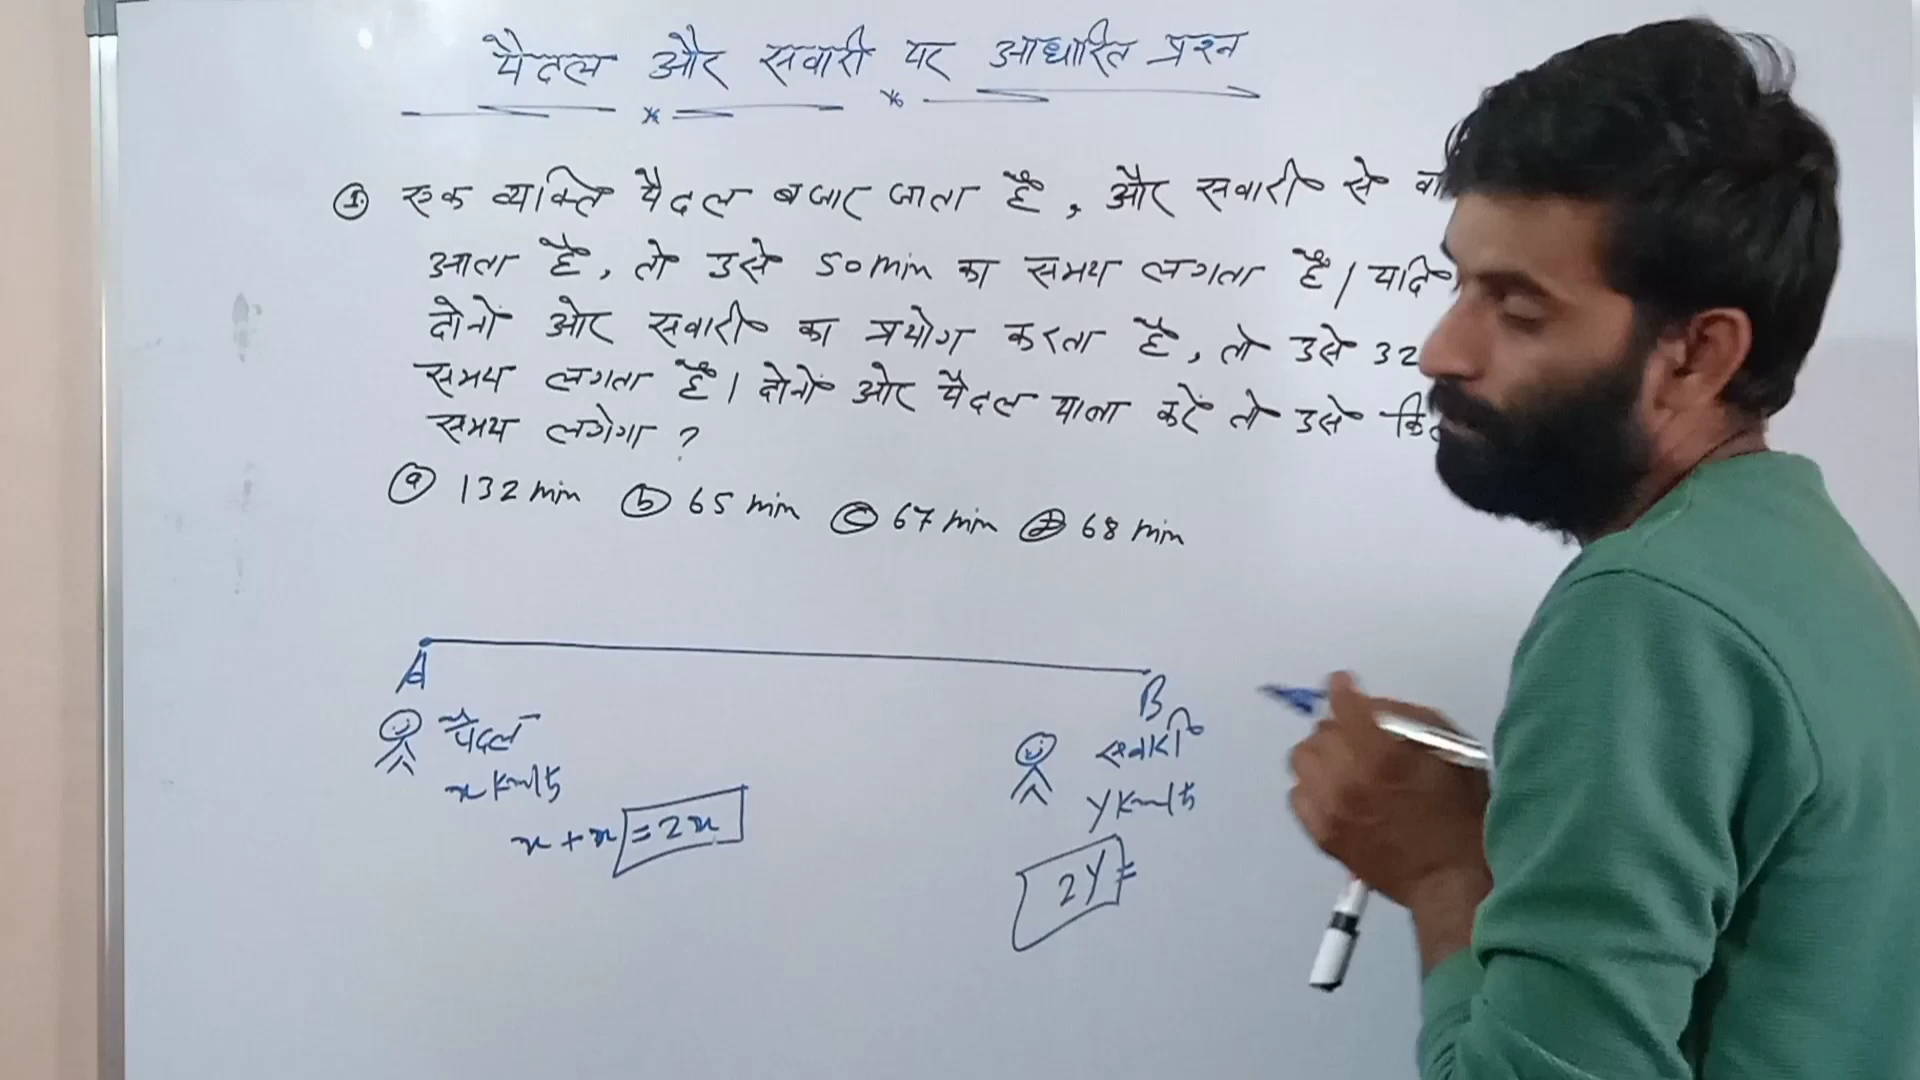 पैदल और सवारी पर आधारित प्रश्न
① एक व्यक्ति पैदल बजार जाता है, और सवारी से
आता है, तो उसे 50 min का समय लगता है। यदि
दोनों ओर सवारी का प्रयोग करता है, तो उसे 32
समय लगता है। दोनों ओर पैदल यात्रा करें तो उसे
समय लगेगा ?
ⓐ 132 min ⓑ 65 min ⓒ 67 min ⓓ 68 min
A B
पैदल सवारी
x km/h y km/h
x + x = 2x
2y =